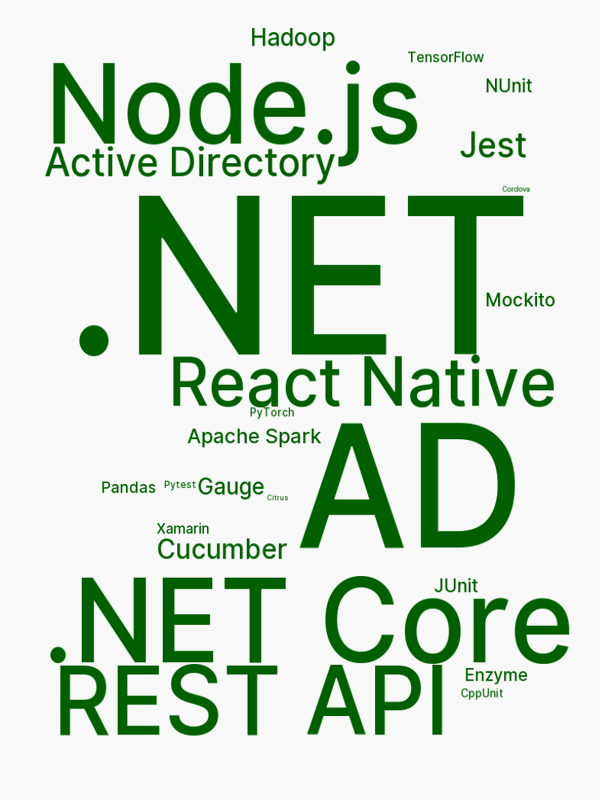 Hadoop
TensorFlow
Node.js
NUnit
Jest
Active Directory
Cordova
.NET
Mockito
React Native
PyTorch
Apache Spark
AD
Pandas
Pytest
Gauge
Citrus
Xamarin
Cucumber
JUnit
.NET Core
REST API
Enzyme
CppUnit